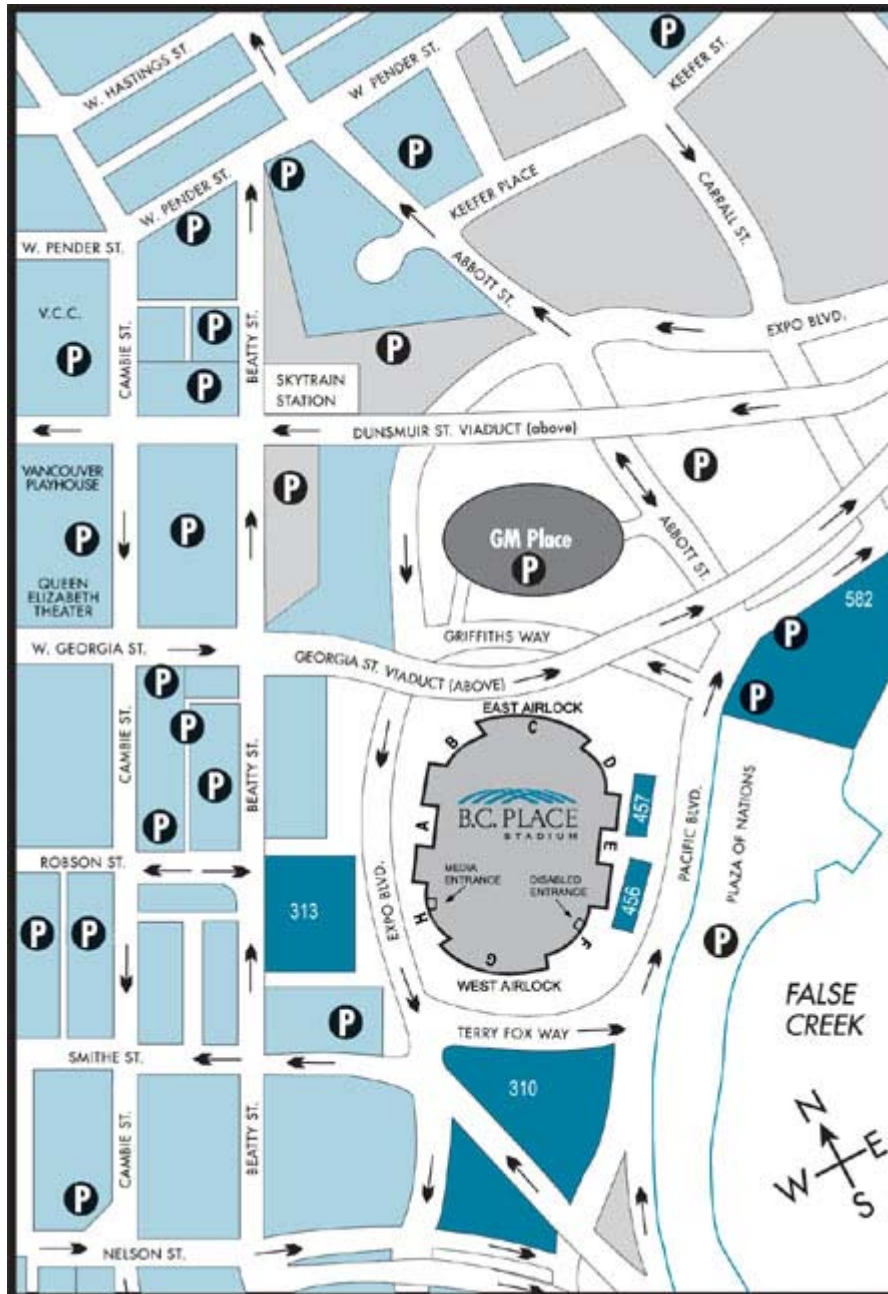 W. HASTINGS ST.
W. PENDER ST.
P
KEEFER ST.
P
P
W. PENDER ST.
KEEFER PLACE
CARRALL ST.
P
W. PENDER ST.
ABBOTT ST.
V.C.C.
P
EXPO BLVD.
P
P
CAMBIE ST.
BEATTY ST.
P
SKYTRAIN
STATION
DUNSMUIR ST. VIADUCT (above)
VANCOUVER
PLAYHOUSE
P
P
P
P
GM Place
P
ABBOTT ST.
QUEEN
ELIZABETH
THEATER
582
P
W. GEORGIA ST.
GRIFFITHS WAY
GEORGIA ST. VIADUCT (ABOVE)
P
P
EAST AIRLOCK
C
B
D
P
CAMBIE ST.
P
BEATTY ST.
A
B.C. PLACE
STADIUM
457
E
PACIFIC BLVD.
PLAZA OF NATIONS
P
ROBSON ST.
MEDIA
ENTRANCE
DISABLED
ENTRANCE
456
EXPO BLVD.
313
H
F
G
P
P
P
WEST AIRLOCK
FALSE
CREEK
P
TERRY FOX WAY
SMITHE ST.
310
CAMBIE ST.
BEATTY ST.
N
E
W
S
P
NELSON ST.